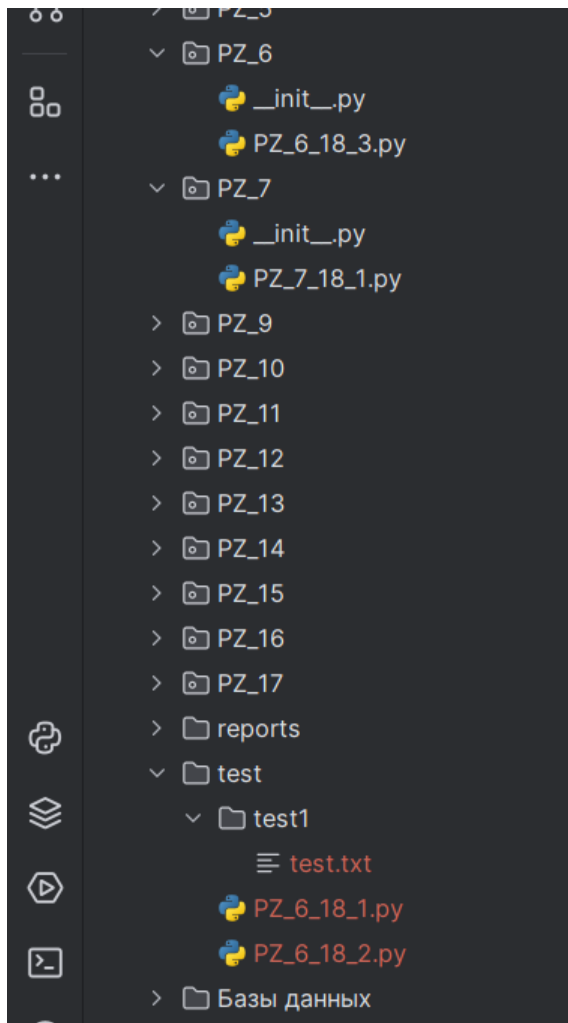 PZ_5
PZ_6
__init__.py
PZ_6_18_3.py
PZ_7
__init__.py
PZ_7_18_1.py
PZ_9
PZ_10
PZ_11
PZ_12
PZ_13
PZ_14
PZ_15
PZ_16
PZ_17
reports
test
test1
test.txt
PZ_6_18_1.py
PZ_6_18_2.py
Базы данных